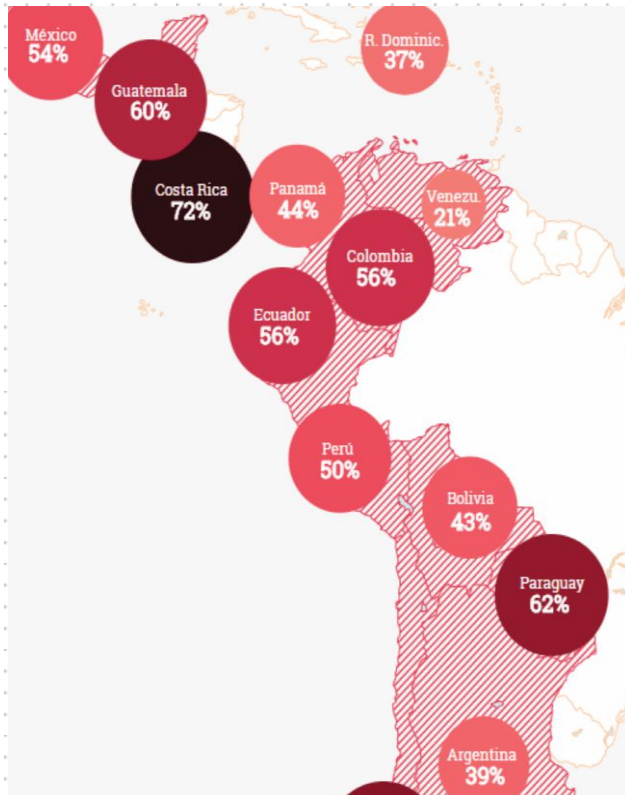 México
54%
R. Dominic.
37%
Guatemala
60%
Costa Rica
72%
Panamá
44%
Venezu.
21%
Colombia
56%
Ecuador
56%
Perú
50%
Bolivia
43%
Paraguay
62%
Argentina
39%